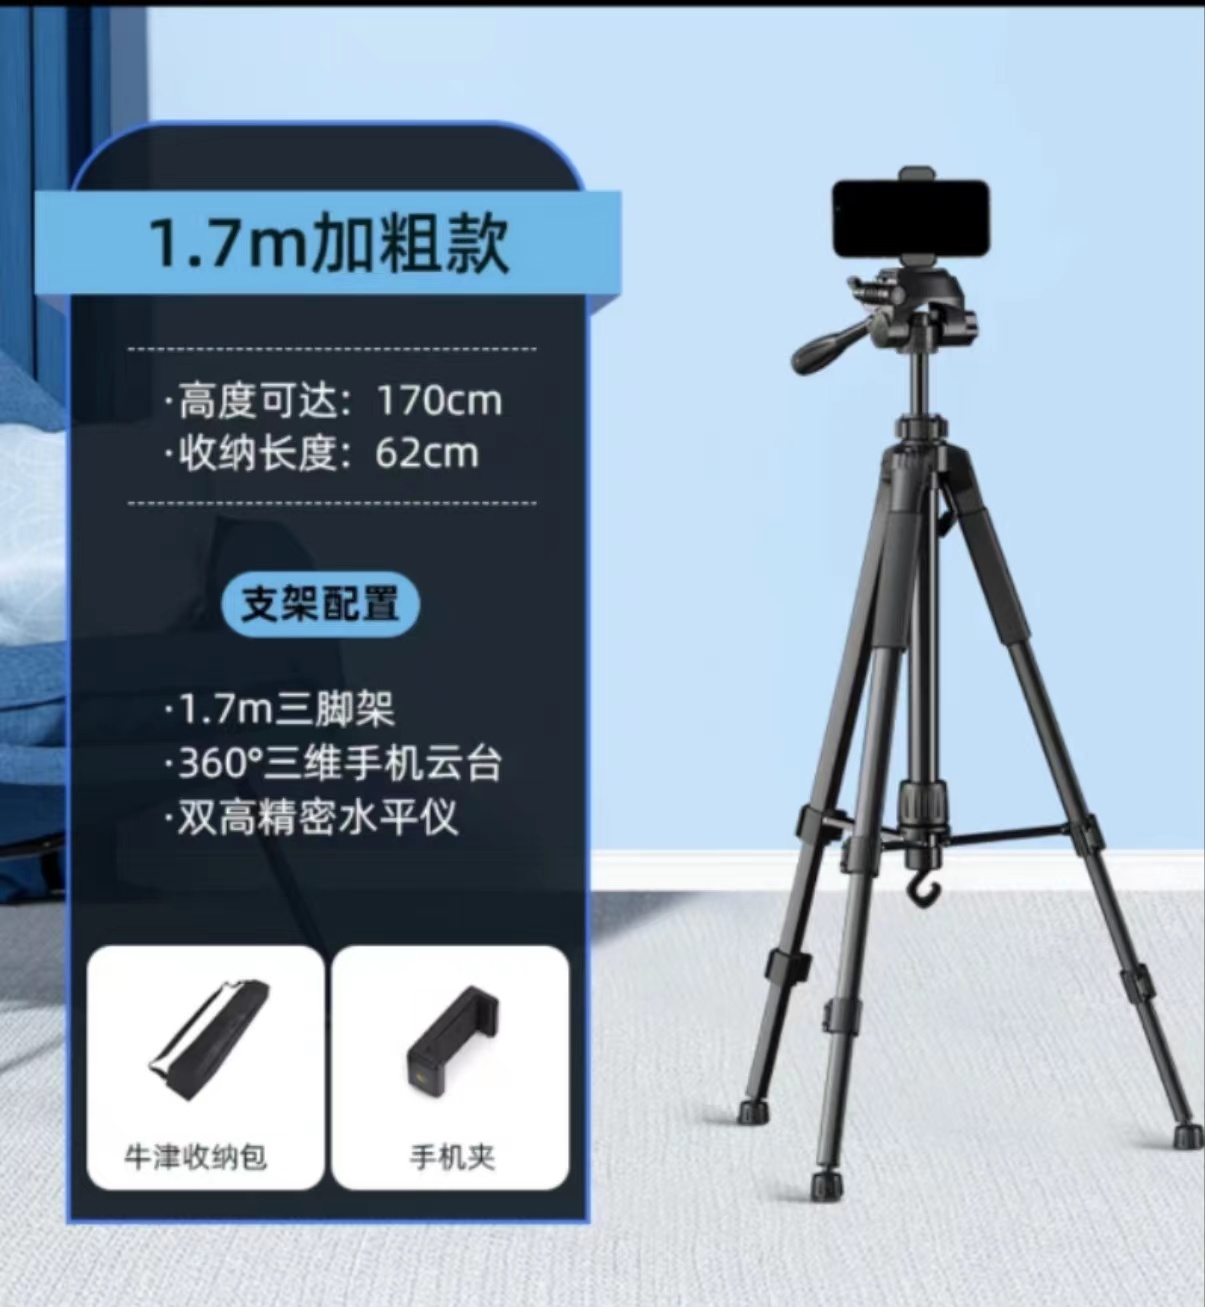 1.7m加粗款
·高度可达：170cm
·收纳长度：62cm
支架配置
·1.7m三脚架
·360°三维手机云台
·双高精密水平仪
牛津收纳包
手机夹